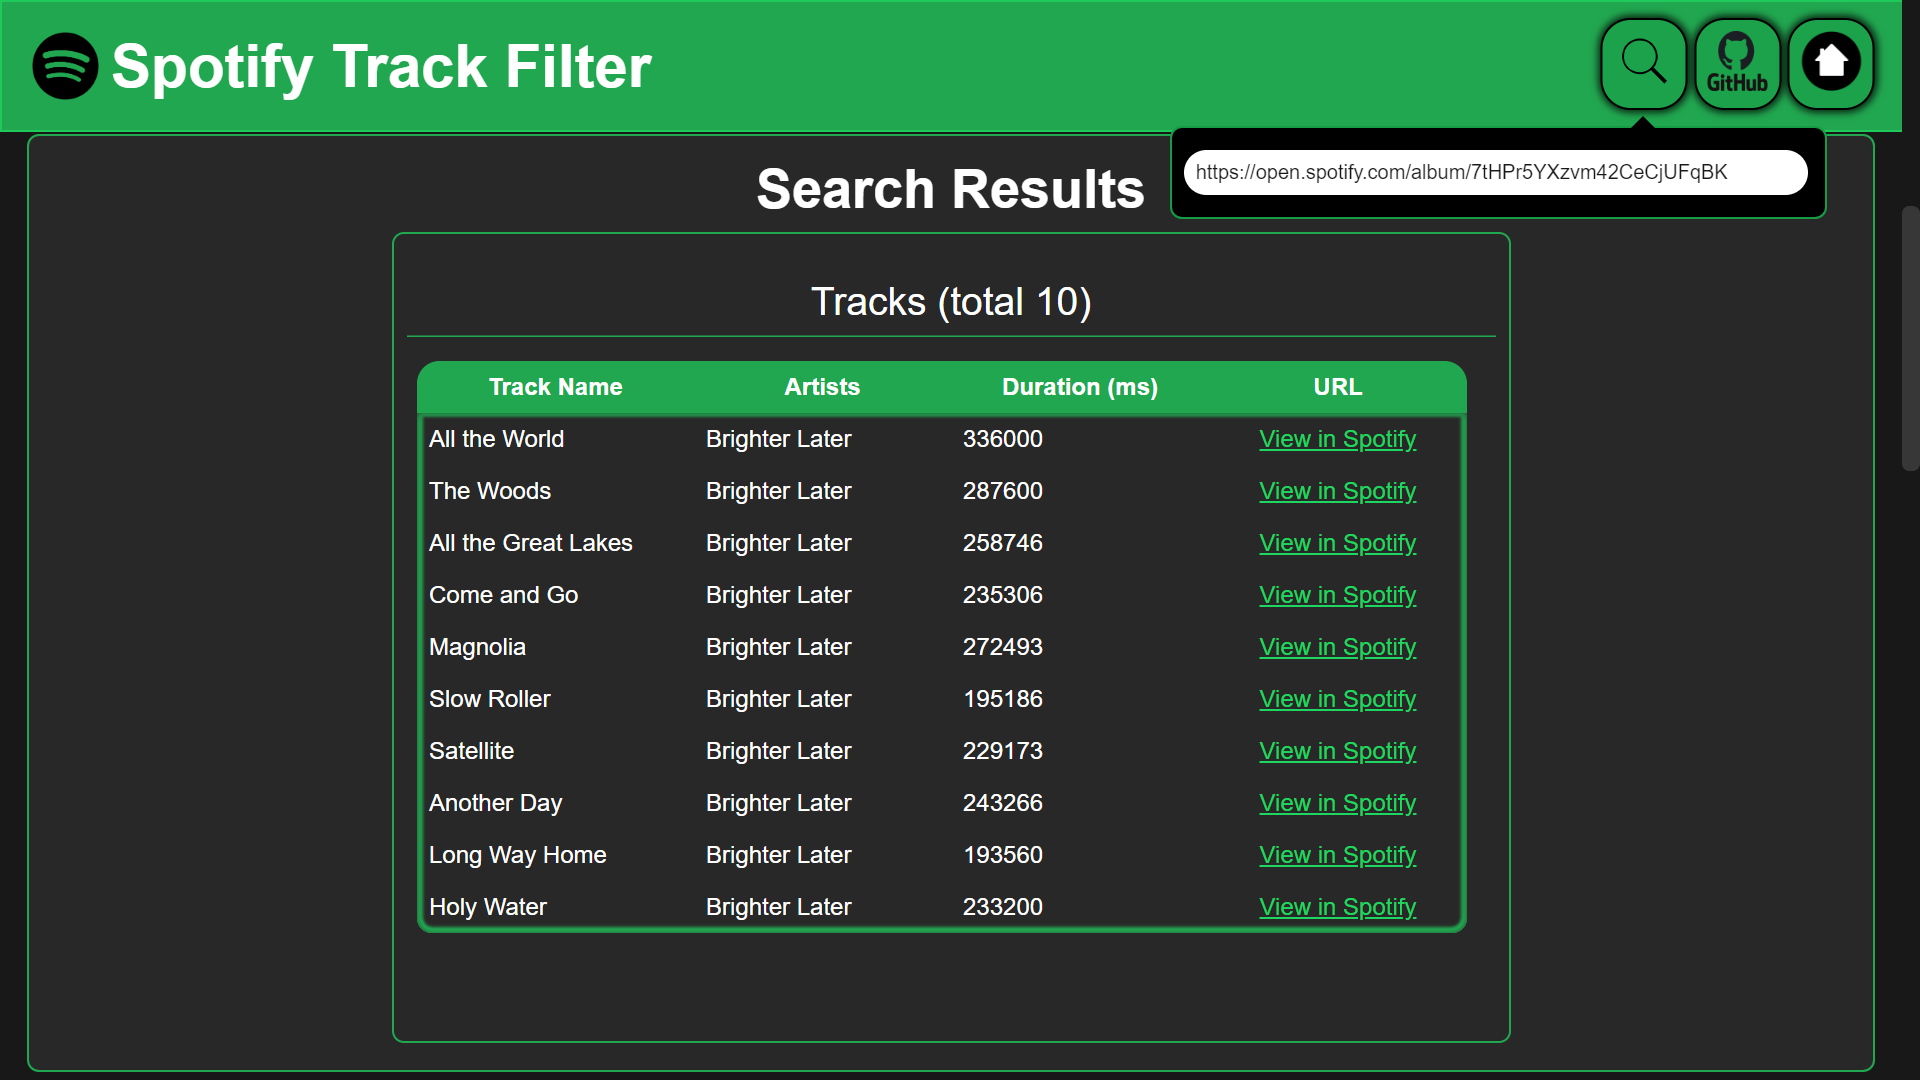 Spotify Track Filter
GitHub
https://open.spotify.com/album/7tHPr5YXzvm42CeCjUFqBK
Search Results
Tracks (total 10)
Track Name Artists Duration (ms) URL
All the World Brighter Later 336000 View in Spotify
The Woods Brighter Later 287600 View in Spotify
All the Great Lakes Brighter Later 258746 View in Spotify
Come and Go Brighter Later 235306 View in Spotify
Magnolia Brighter Later 272493 View in Spotify
Slow Roller Brighter Later 195186 View in Spotify
Satellite Brighter Later 229173 View in Spotify
Another Day Brighter Later 243266 View in Spotify
Long Way Home Brighter Later 193560 View in Spotify
Holy Water Brighter Later 233200 View in Spotify